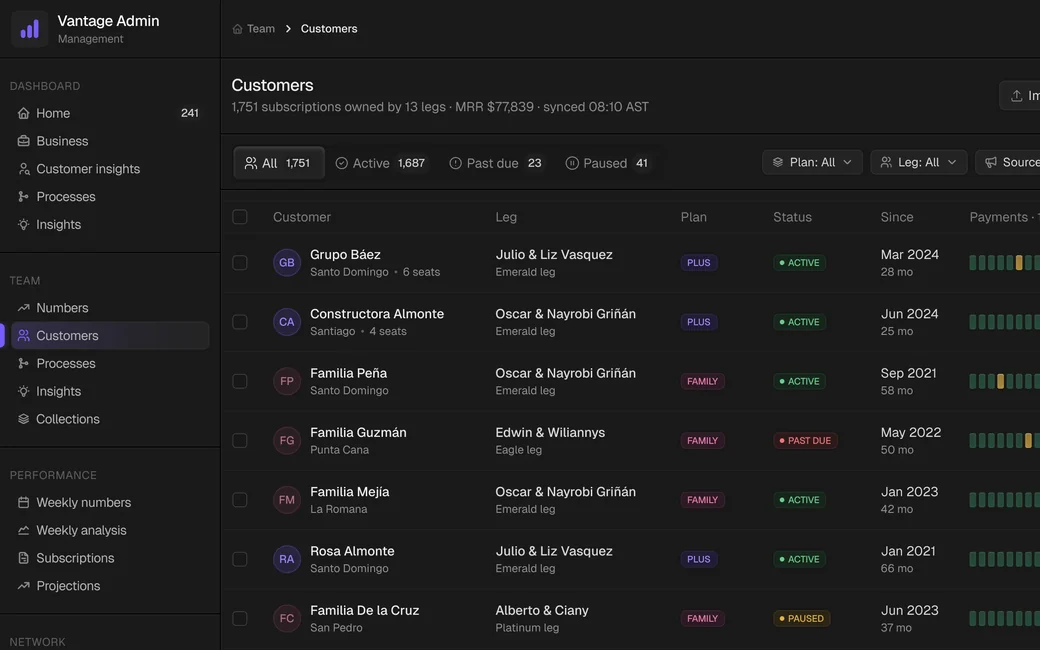 Vantage Admin
Management
Team > Customers
DASHBOARD
Home 241
Business
Customer insights
Processes
Insights
TEAM
Numbers
Customers
Processes
Insights
Collections
PERFORMANCE
Weekly numbers
Weekly analysis
Subscriptions
Projections
NETWORK
Customers
1,751 subscriptions owned by 13 legs · MRR $77,839 · synced 08:10 AST
Im
All 1,751 Active 1,687 Past due 23 Paused 41 Plan: All Leg: All Source
Customer Leg Plan Status Since Payments · 1
GB Grupo Báez Julio & Liz Vasquez PLUS ACTIVE Mar 2024
Santo Domingo • 6 seats Emerald leg 28 mo
CA Constructora Almonte Oscar & Nayrobi Griñán PLUS ACTIVE Jun 2024
Santiago • 4 seats Emerald leg 25 mo
FP Familia Peña Oscar & Nayrobi Griñán FAMILY ACTIVE Sep 2021
Santo Domingo Emerald leg 58 mo
FG Familia Guzmán Edwin & Wiliannys FAMILY PAST DUE May 2022
Punta Cana Eagle leg 50 mo
FM Familia Mejía Oscar & Nayrobi Griñán FAMILY ACTIVE Jan 2023
La Romana Emerald leg 42 mo
RA Rosa Almonte Julio & Liz Vasquez PLUS ACTIVE Jan 2021
Santo Domingo Emerald leg 66 mo
FC Familia De la Cruz Alberto & Ciany FAMILY PAUSED Jun 2023
San Pedro Platinum leg 37 mo